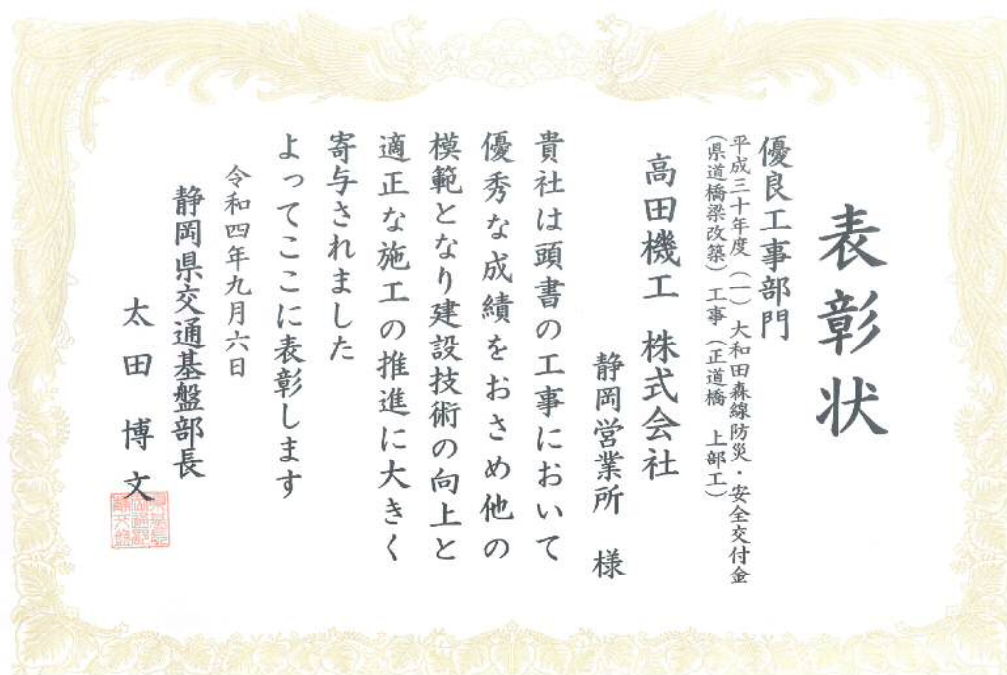 表彰状
優良工事部門
平成三十年度（一）大和田森線防災・安全交付金
（県道橋梁改築）工事（正道橋　上部工）
高田機工　株式会社
静岡営業所　様
貴社は頭書の工事において
優秀な成績をおさめ他の
模範となり建設技術の向上と
適正な施工の推進に大きく
寄与されました
よってここに表彰します
令和四年九月六日
静岡県交通基盤部長
太田博文